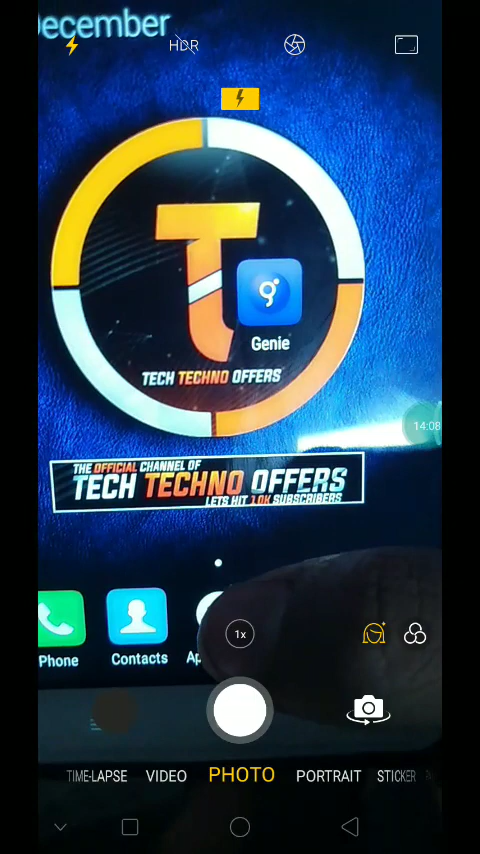 December
HDR
Genie
TECH TECHNO OFFERS
14:08
THE OFFICIAL CHANNEL OF
TECH TECHNO OFFERS
LETS HIT 10K SUBSCRIBERS
Phone
Contacts
Ap
1x
TIME-LAPSE VIDEO PHOTO PORTRAIT STICKER